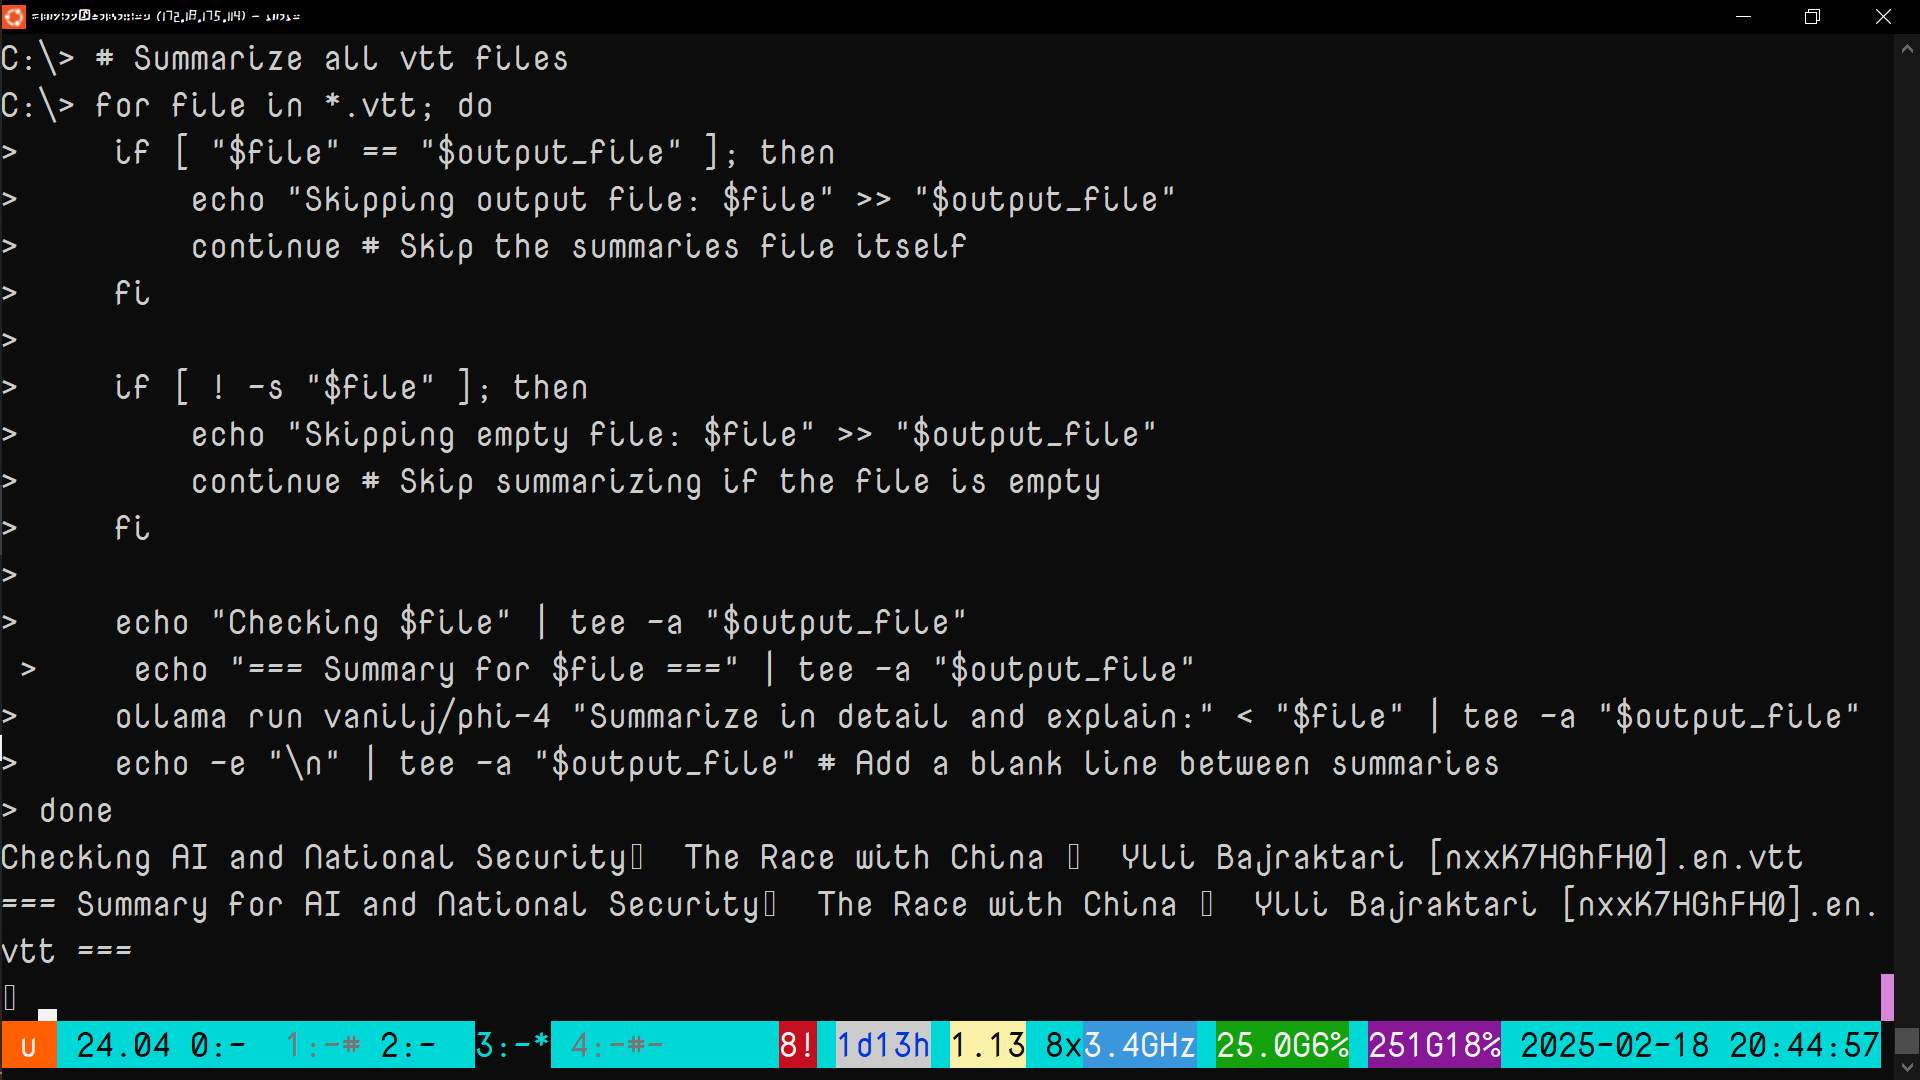 (172.18.175.114) -
C:\> # Summarize all vtt files
C:\> for file in *.vtt; do
>     if [ "$file" == "$output_file" ]; then
>         echo "Skipping output file: $file" >> "$output_file"
>         continue # Skip the summaries file itself
>     fi
>
>     if [ ! -s "$file" ]; then
>         echo "Skipping empty file: $file" >> "$output_file"
>         continue # Skip summarizing if the file is empty
>     fi
>
>     echo "Checking $file" | tee -a "$output_file"
 >     echo "=== Summary for $file ===" | tee -a "$output_file"
>     ollama run vanilj/phi-4 "Summarize in detail and explain:" < "$file" | tee -a "$output_file"
>     echo -e "\n" | tee -a "$output_file" # Add a blank line between summaries
> done
Checking AI and National Security▯  The Race with China ▯  Ylli Bajraktari [nxxK7HGhFH0].en.vtt
=== Summary for AI and National Security▯  The Race with China ▯  Ylli Bajraktari [nxxK7HGhFH0].en.
vtt ===
▯
u 24.04 0:-  1:-# 2:-  3:-* 4:-#-  8! 1d13h 1.13 8x3.4GHz 25.0G6% 251G18% 2025-02-18 20:44:57